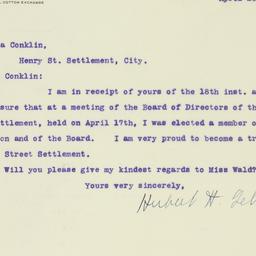 COTTON EXCHANGE
a Conklin,
Henry St. Settlement, City.
Conklin:
I am in receipt of yours of the 18th inst. a
sure that at a meeting of the Board of Directors of th
ttlement, held on April 17th, I was elected a member o
on and of the Board. I am very proud to become a tr
Street Settlement.
Will you please give my kindest regards to Miss Wald?
Yours very sincerely,
Hubert H. Leh